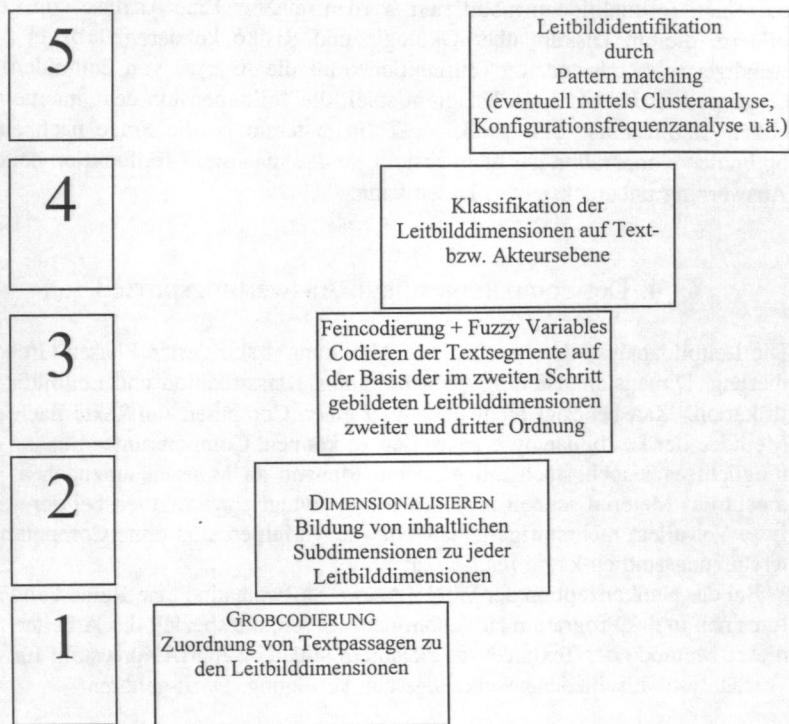 5
Leitbildidentifikation
durch
Pattern matching
(eventuell mittels Clusteranalyse,
Konfigurationsfrequenzanalyse u.ä.)
4
Klassifikation der
Leitbilddimensionen auf Text-
bzw. Akteursebene
3
Feincodierung + Fuzzy Variables
Codieren der Textsegmente auf
der Basis der im zweiten Schritt
gebildeten Leitbilddimensionen
zweiter und dritter Ordnung
2
DIMENSIONALISIEREN
Bildung von inhaltlichen
Subdimensionen zu jeder
Leitbilddimensionen
1
GROBCODIERUNG
Zuordnung von Textpassagen zu
den Leitbilddimensionen